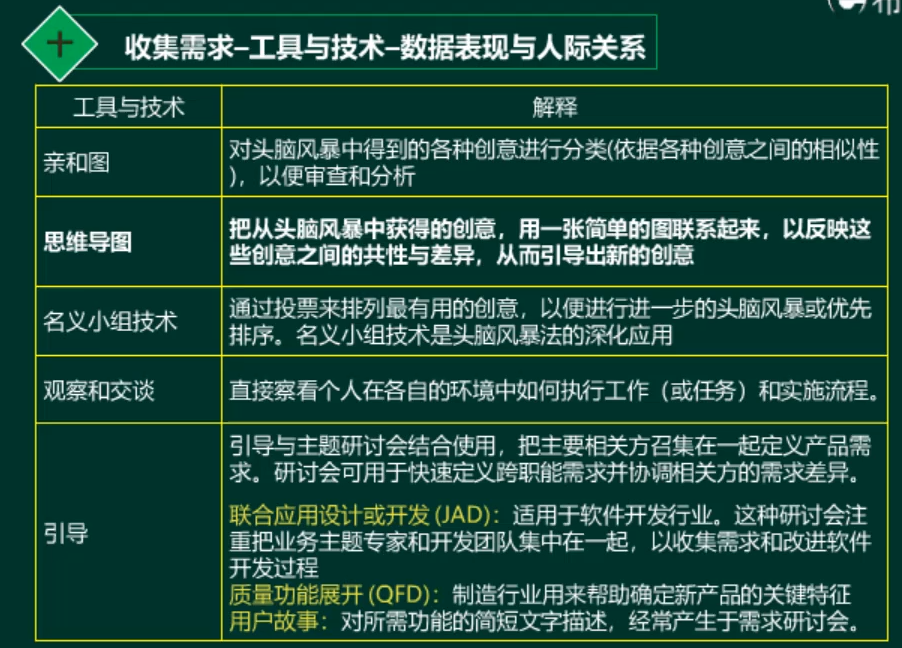 收集需求–工具与技术–数据表现与人际关系
工具与技术
解释
亲和图
对头脑风暴中得到的各种创意进行分类(依据各种创意之间的相似性
)，以便审查和分析
思维导图
把从头脑风暴中获得的创意，用一张简单的图联系起来，以反映这
些创意之间的共性与差异，从而引导出新的创意
名义小组技术
通过投票来排列最有用的创意，以便进行进一步的头脑风暴或优先
排序。名义小组技术是头脑风暴法的深化应用
观察和交谈
直接察看个人在各自的环境中如何执行工作（或任务）和实施流程。
引导
引导与主题研讨会结合使用，把主要相关方召集在一起定义产品需
求。研讨会可用于快速定义跨职能需求并协调相关方的需求差异。
联合应用设计或开发 (JAD)：适用于软件开发行业。这种研讨会注
重把业务主题专家和开发团队集中在一起，以收集需求和改进软件
开发过程
质量功能展开 (QFD)：制造行业用来帮助确定新产品的关键特征
用户故事：对所需功能的简短文字描述，经常产生于需求研讨会。